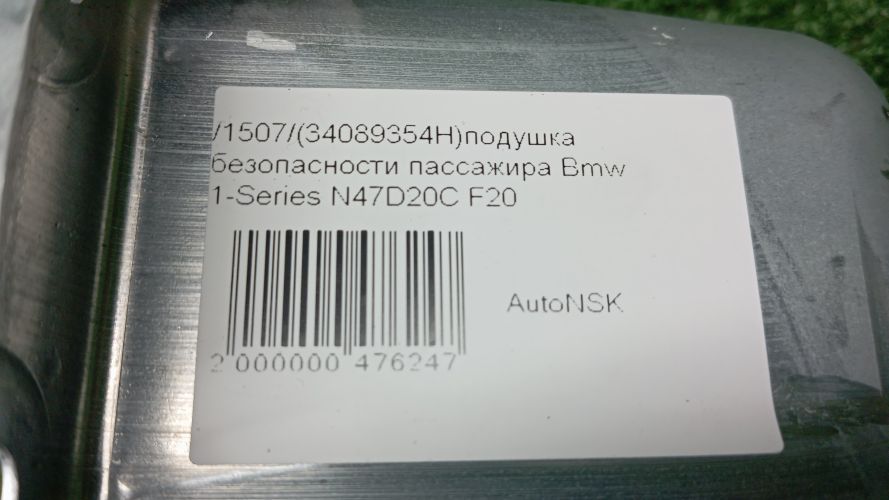 /1507/(34089354H)подушка
безопасности пассажира Bmw
1-Series N47D20C F20
AutoNSK
2 000000 476247